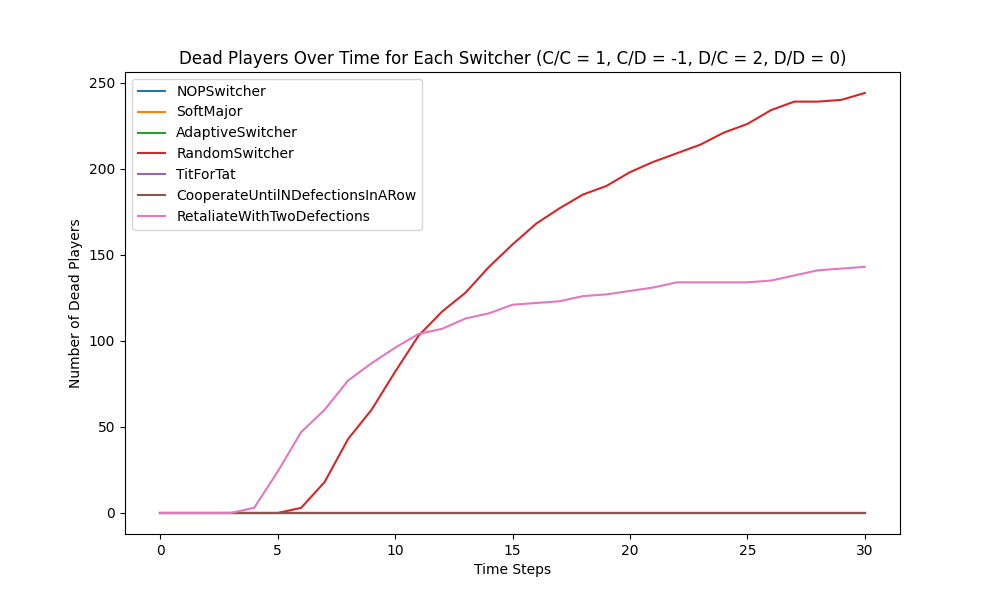 Dead Players Over Time for Each Switcher (C/C = 1, C/D = -1, D/C = 2, D/D = 0)
NOPSwitcher
SoftMajor
AdaptiveSwitcher
RandomSwitcher
TitForTat
CooperateUntilNDefectionsInARow
RetaliateWithTwoDefections
Number of Dead Players
250
200
150
100
50
0
0 5 10 15 20 25 30
Time Steps